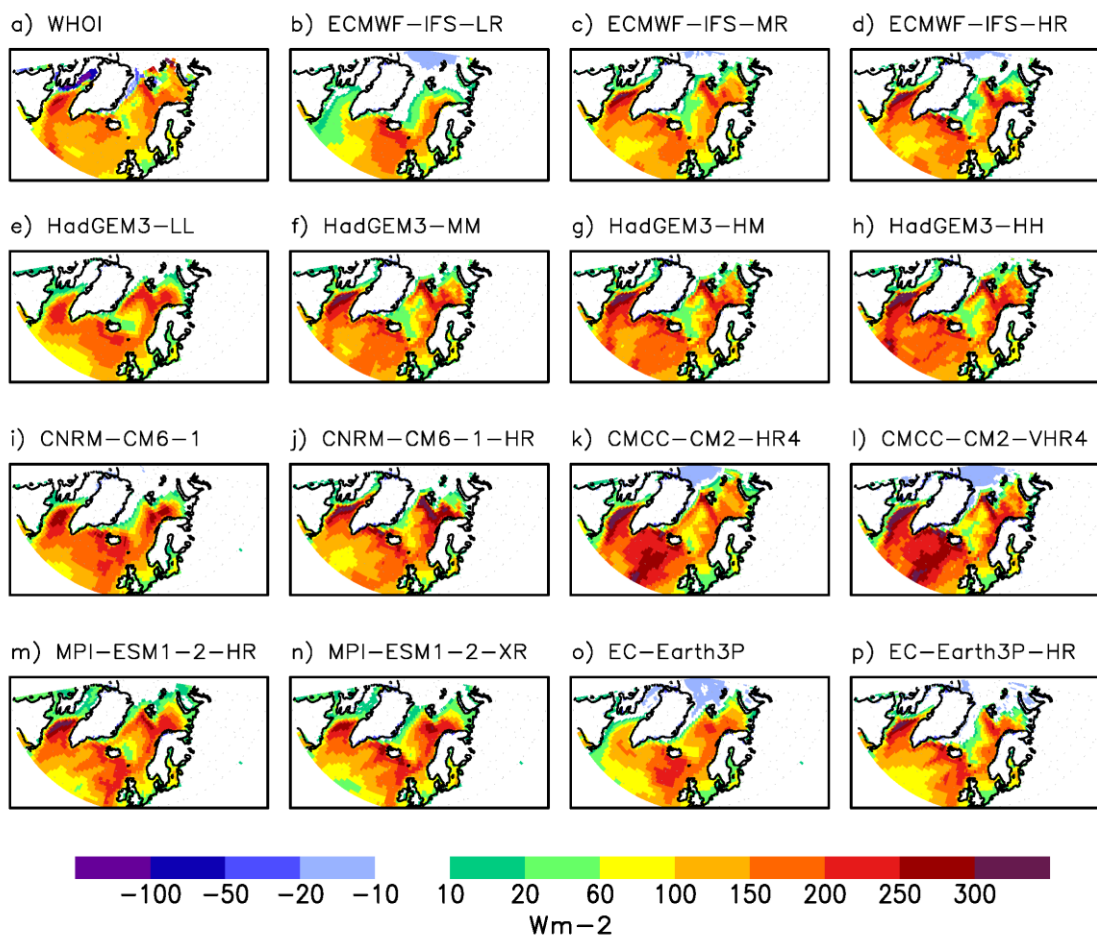 a) WHOI b) ECMWF-IFS-LR c) ECMWF-IFS-MR d) ECMWF-IFS-HR
e) HadGEM3-LL f) HadGEM3-MM g) HadGEM3-HM h) HadGEM3-HH
i) CNRM-CM6-1 j) CNRM-CM6-1-HR k) CMCC-CM2-HR4 l) CMCC-CM2-VHR4
m) MPI-ESM1-2-HR n) MPI-ESM1-2-XR o) EC-Earth3P p) EC-Earth3P-HR
-100 -50 -20 -10 10 20 60 100 150 200 250 300
Wm-2